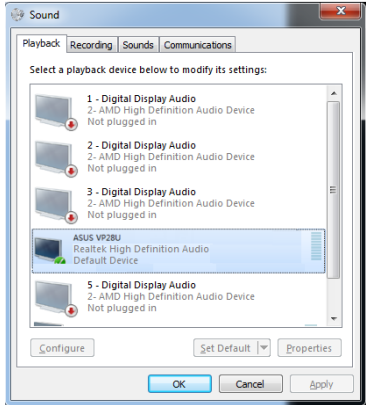 Sound
Playback Recording Sounds Communications
Select a playback device below to modify its settings:
1 - Digital Display Audio
2- AMD High Definition Audio Device
Not plugged in
2 - Digital Display Audio
2- AMD High Definition Audio Device
Not plugged in
3 - Digital Display Audio
2- AMD High Definition Audio Device
Not plugged in
ASUS VP28U
Realtek High Definition Audio
Default Device
5 - Digital Display Audio
2- AMD High Definition Audio Device
Not plugged in
Configure Set Default Properties
OK Cancel Apply